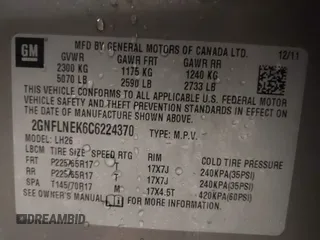 GM
MFD BY GENERAL MOTORS OF CANADA LTD.
12/11
GVWR GAWR FRT GAWR RR
2300 KG 1175 KG 1240 KG
5070 LB 2590 LB 2733 LB
THIS VEHICLE CONFORMS TO ALL APPLICABLE U.S.
FEDERAL MOTOR VEHICLE SAFETY, BUMPER, AND
THEFT PREVENTION STANDARDS IN EFFECT ON THE
DATE OF MANUFACTURE SHOWN ABOVE.
2GNFLNEK6C6224370 TYPE: M.P.V.
MODEL: LH26
LBCM TIRE SIZE SPEED RTG RIM COLD TIRE PRESSURE
FRT P225/65R17 T 17X7J 240KPA(35PSI)
RR P225/65R17 T 17X7J 240KPA(35PSI)
SPA T145/70R17 M 17X4.5T 420KPA(60PSI)
SEE OWNER'S MANUAL FOR MORE INFORMATION.
DREAMBID